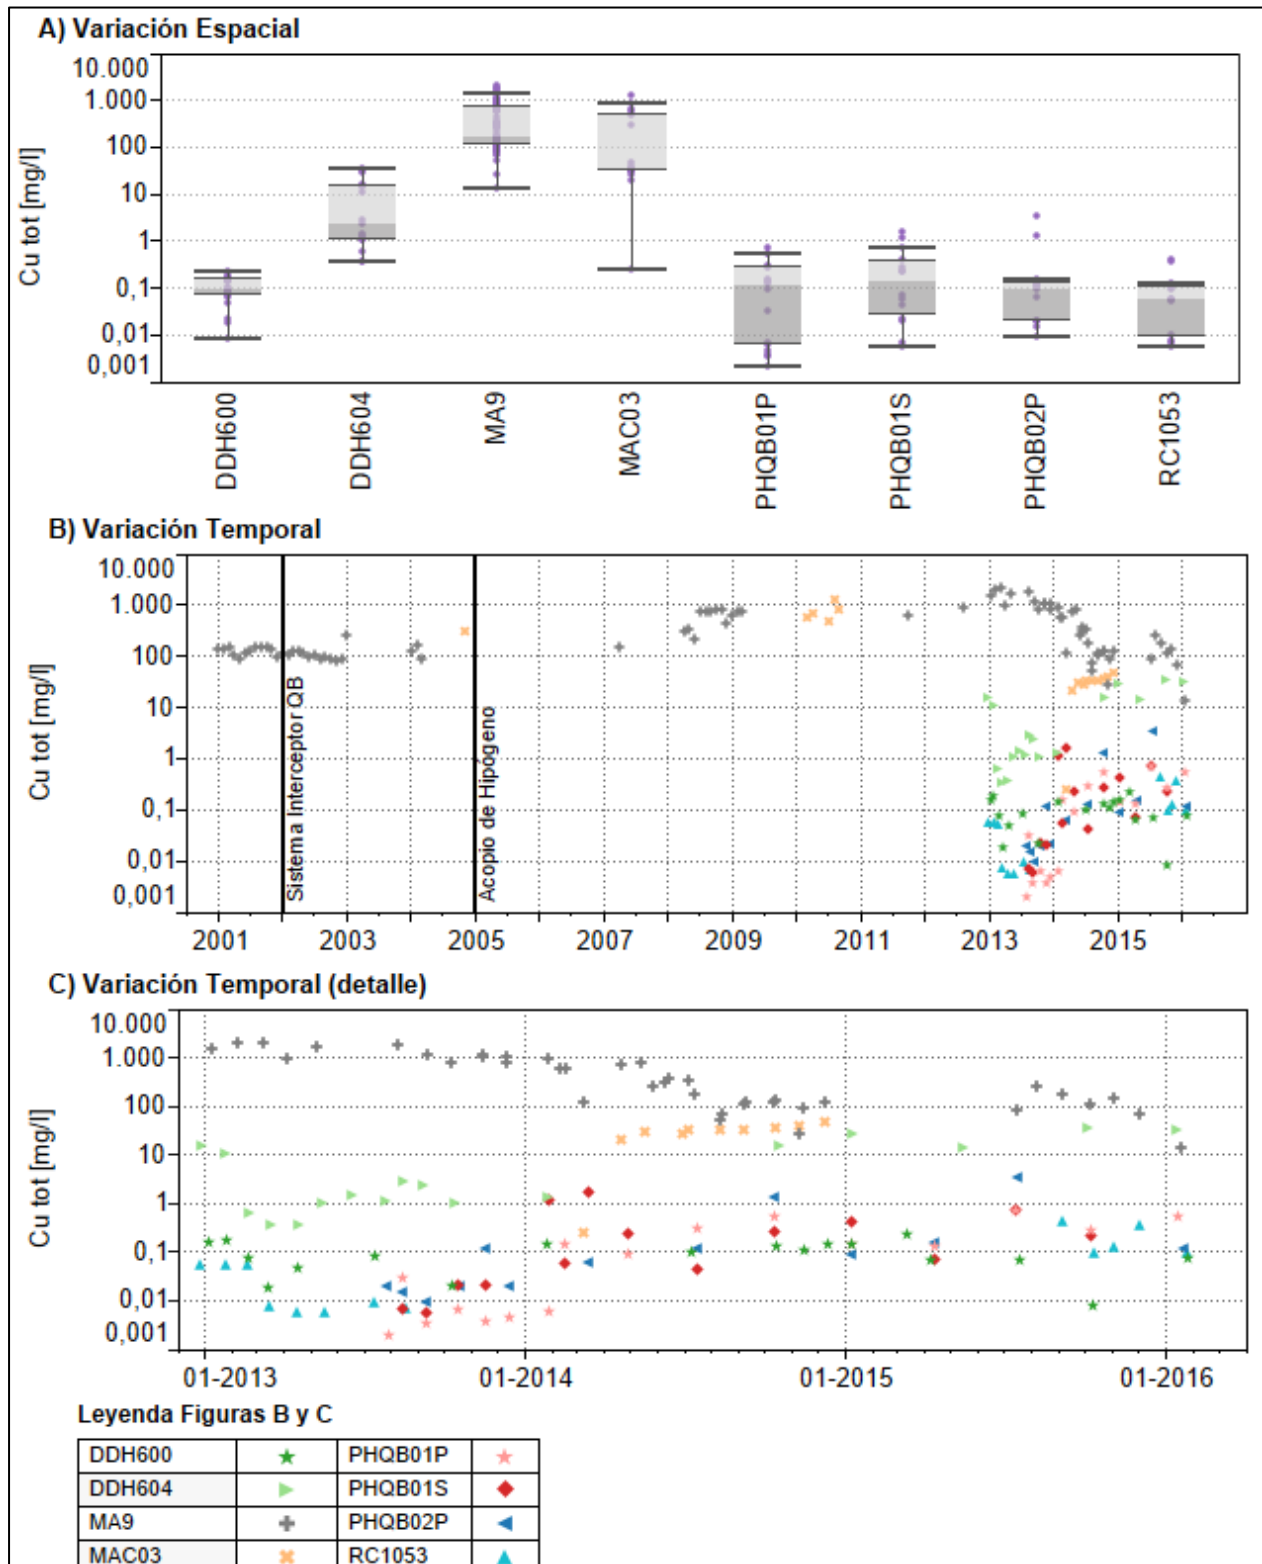 A) Variación Espacial
10.000
1.000
100
10
1
0,1
0,01
0,001
Cu tot [mg/l]
DDH600
DDH604
MA9
MAC03
PHQB01P
PHQB01S
PHQB02P
RC1053
B) Variación Temporal
10.000
1.000
100
10
1
0,1
0,01
0,001
Cu tot [mg/l]
Sistema Interceptor QB
Acopio de Hipógeno
2001 2003 2005 2007 2009 2011 2013 2015
C) Variación Temporal (detalle)
10.000
1.000
100
10
1
0,1
0,01
0,001
Cu tot [mg/l]
01-2013 01-2014 01-2015 01-2016
Leyenda Figuras B y C
DDH600 PHQB01P
DDH604 PHQB01S
MA9 PHQB02P
MAC03 RC1053